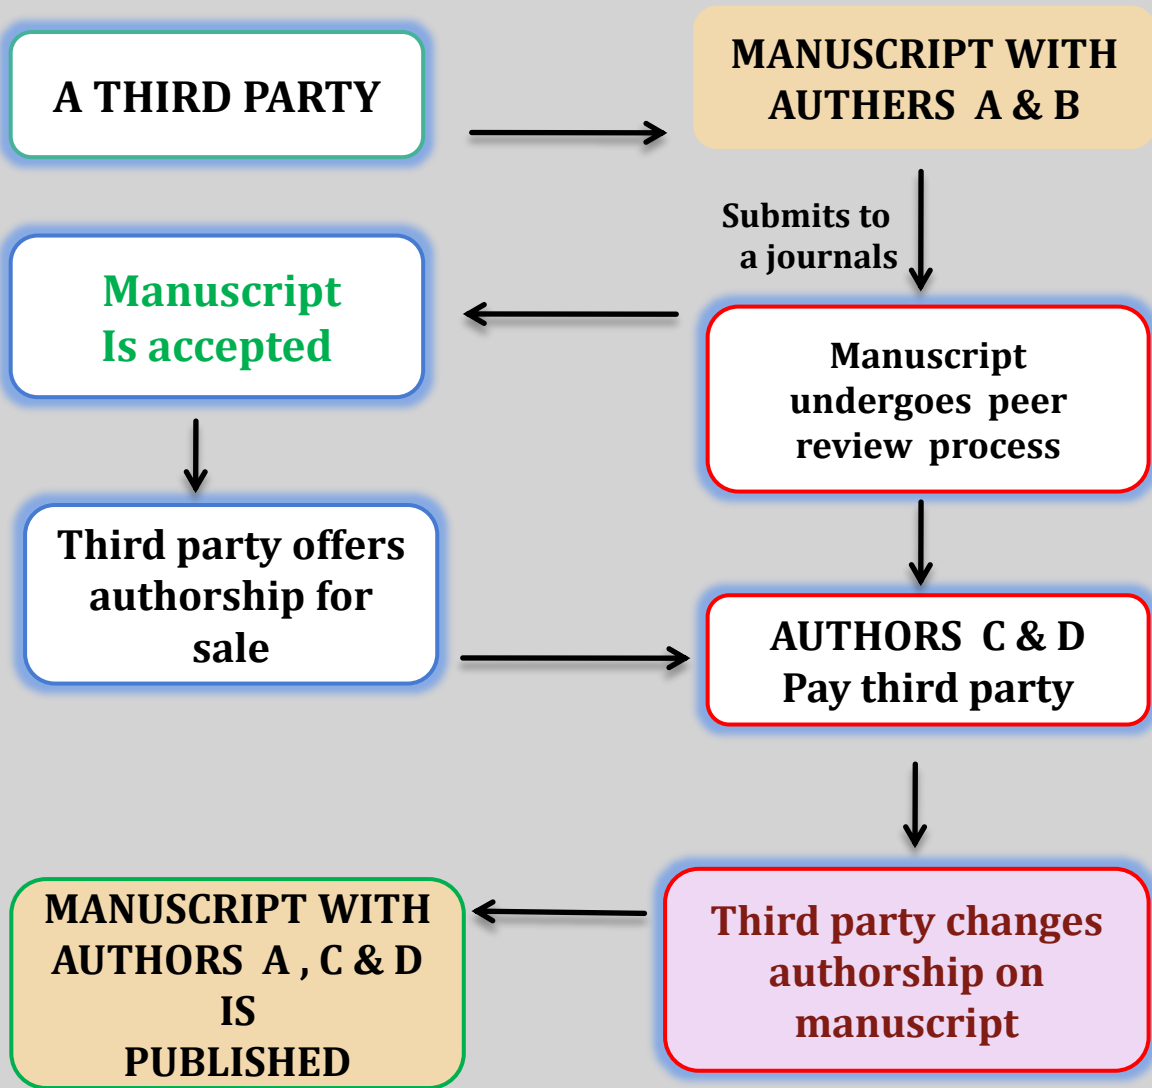 A THIRD PARTY
MANUSCRIPT WITH
AUTHERS A & B
Submits to
a journals
Manuscript
undergoes peer
review process
Manuscript
Is accepted
Third party offers
authorship for
sale
AUTHORS C & D
Pay third party
Third party changes
authorship on
manuscript
MANUSCRIPT WITH
AUTHORS A , C & D
IS
PUBLISHED